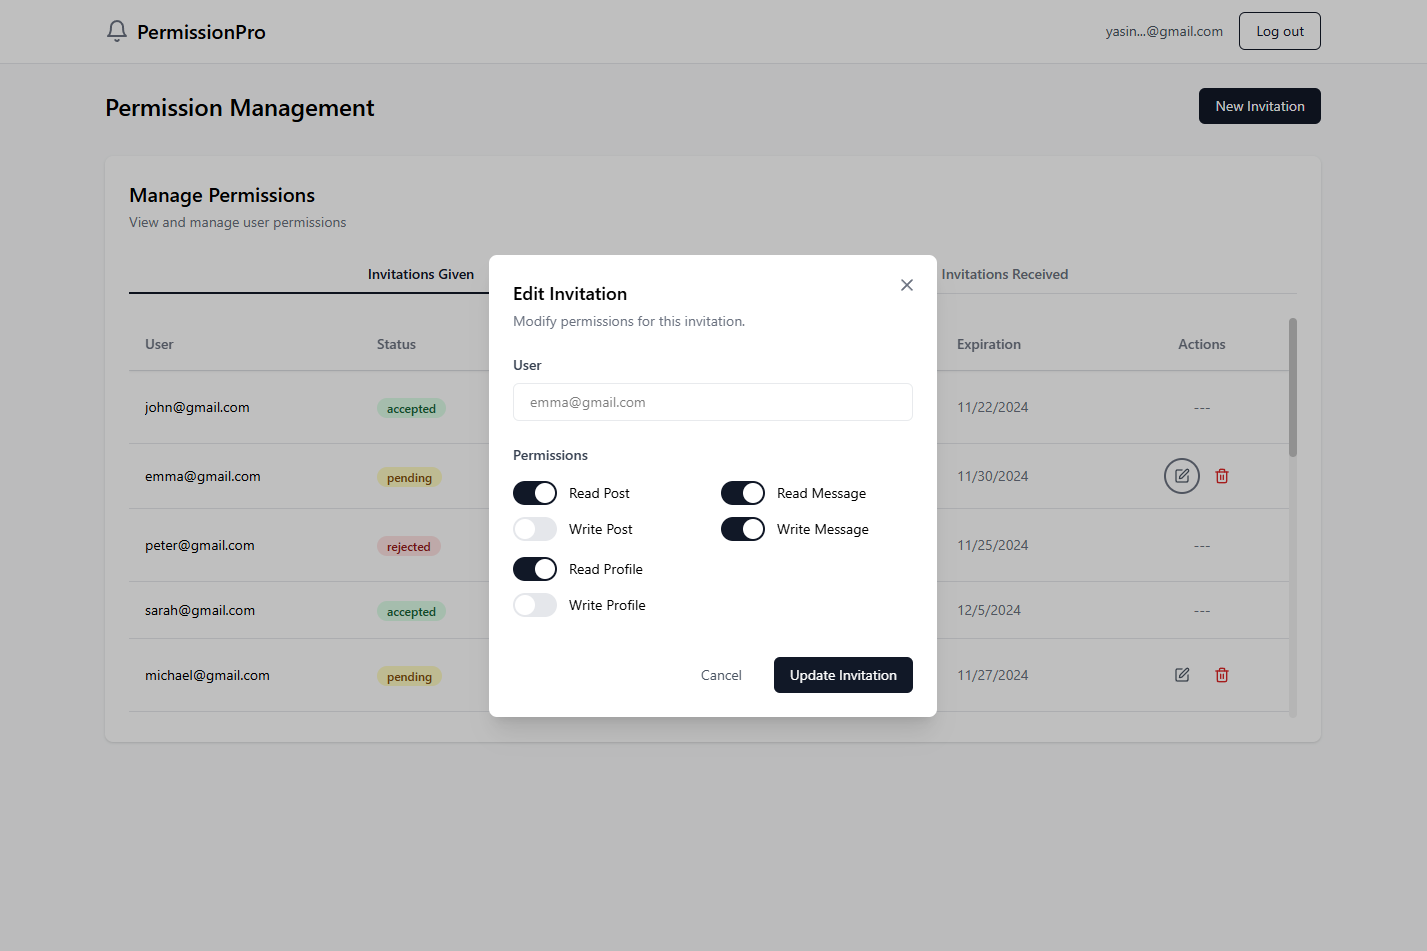 PermissionPro
yasin...@gmail.com
Log out
Permission Management
New Invitation
Manage Permissions
View and manage user permissions
Invitations Given
Invitations Received
User
Status
Expiration
Actions
john@gmail.com
accepted
11/22/2024
---
emma@gmail.com
pending
11/30/2024
peter@gmail.com
rejected
11/25/2024
---
sarah@gmail.com
accepted
12/5/2024
---
michael@gmail.com
pending
11/27/2024
Edit Invitation
Modify permissions for this invitation.
User
emma@gmail.com
Permissions
Read Post
Read Message
Write Post
Write Message
Read Profile
Write Profile
Cancel
Update Invitation